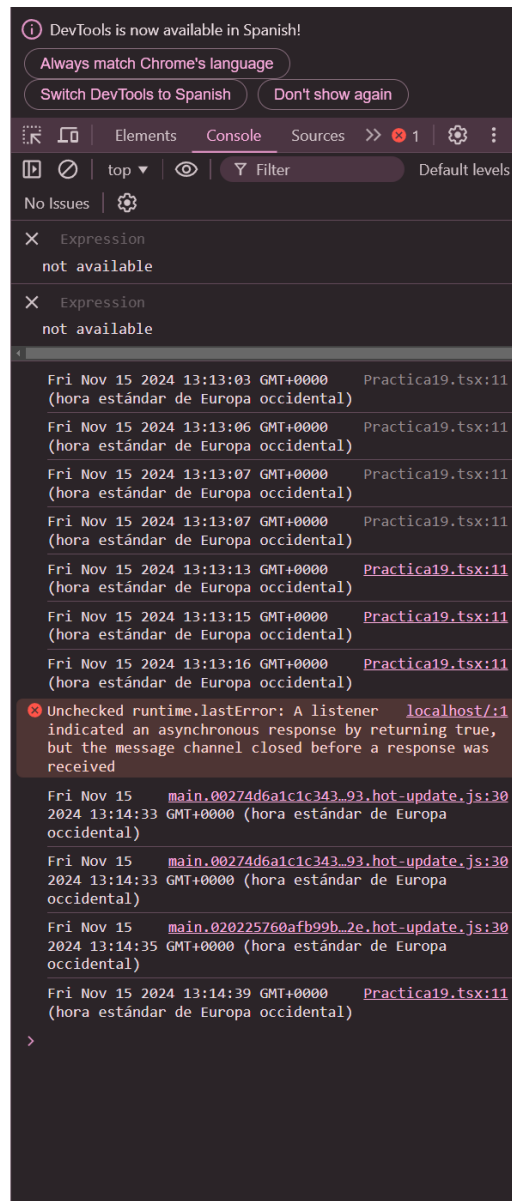 DevTools is now available in Spanish!
Always match Chrome's language
Switch DevTools to Spanish Don't show again
Elements Console Sources 1
top Filter Default levels
No Issues
Expression
not available
Expression
not available
Fri Nov 15 2024 13:13:03 GMT+0000 Practica19.tsx:11
(hora estándar de Europa occidental)
Fri Nov 15 2024 13:13:06 GMT+0000 Practica19.tsx:11
(hora estándar de Europa occidental)
Fri Nov 15 2024 13:13:07 GMT+0000 Practica19.tsx:11
(hora estándar de Europa occidental)
Fri Nov 15 2024 13:13:07 GMT+0000 Practica19.tsx:11
(hora estándar de Europa occidental)
Fri Nov 15 2024 13:13:13 GMT+0000 Practica19.tsx:11
(hora estándar de Europa occidental)
Fri Nov 15 2024 13:13:15 GMT+0000 Practica19.tsx:11
(hora estándar de Europa occidental)
Fri Nov 15 2024 13:13:16 GMT+0000 Practica19.tsx:11
(hora estándar de Europa occidental)
Unchecked runtime.lastError: A listener localhost/:1
indicated an asynchronous response by returning true,
but the message channel closed before a response was
received
Fri Nov 15 main.00274d6a1c1c343…93.hot-update.js:30
2024 13:14:33 GMT+0000 (hora estándar de Europa
occidental)
Fri Nov 15 main.00274d6a1c1c343…93.hot-update.js:30
2024 13:14:33 GMT+0000 (hora estándar de Europa
occidental)
Fri Nov 15 main.020225760afb99b…2e.hot-update.js:30
2024 13:14:35 GMT+0000 (hora estándar de Europa
occidental)
Fri Nov 15 2024 13:14:39 GMT+0000 Practica19.tsx:11
(hora estándar de Europa occidental)